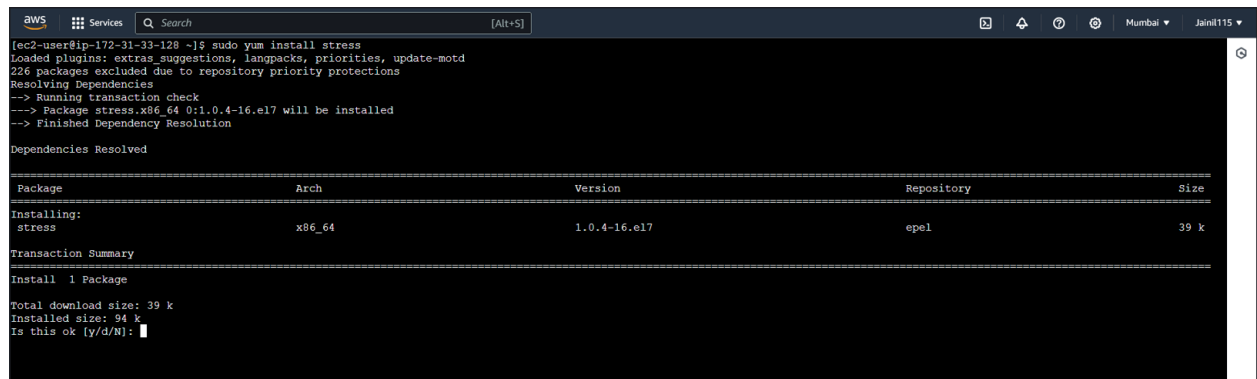 aws Services Search [Alt+S] Mumbai ▼ Jainil115 ▼
[ec2-user@ip-172-31-33-128 ~]$ sudo yum install stress
Loaded plugins: extras_suggestions, langpacks, priorities, update-motd
226 packages excluded due to repository priority protections
Resolving Dependencies
--> Running transaction check
---> Package stress.x86_64 0:1.0.4-16.el7 will be installed
--> Finished Dependency Resolution
Dependencies Resolved
Package Arch Version Repository Size
Installing:
stress x86_64 1.0.4-16.el7 epel 39 k
Transaction Summary
Install 1 Package
Total download size: 39 k
Installed size: 94 k
Is this ok [y/d/N]: